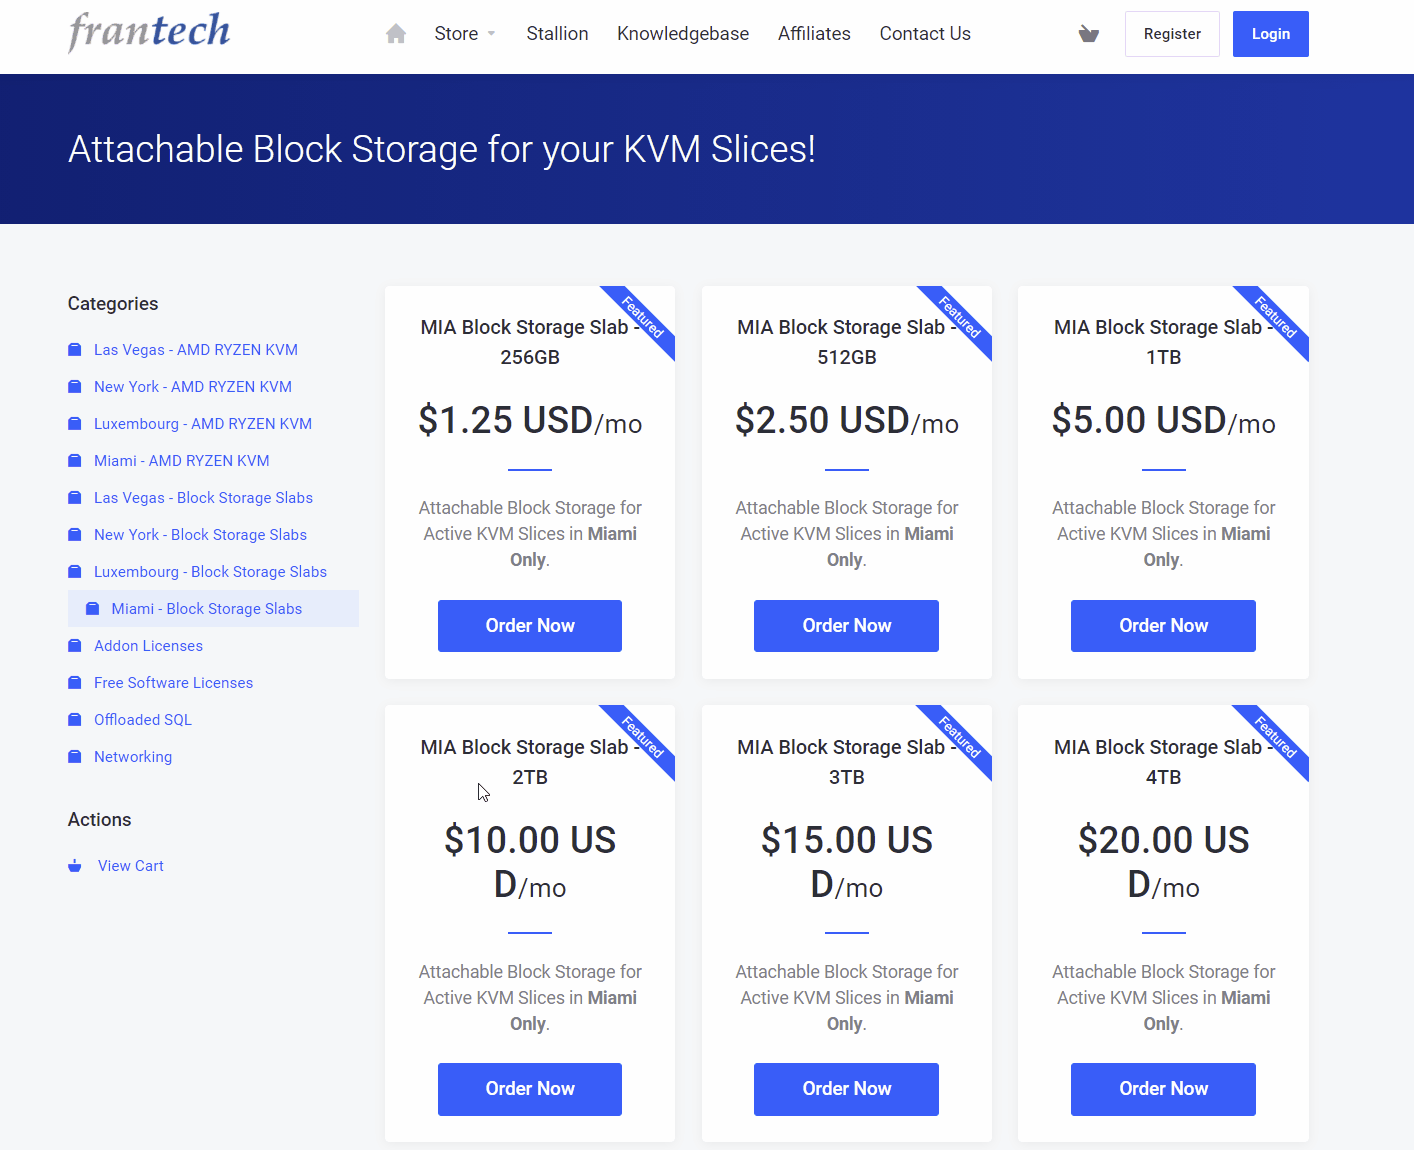 frantech
Store
Stallion
Knowledgebase
Affiliates
Contact Us
Register
Login
Attachable Block Storage for your KVM Slices!
Categories
Las Vegas - AMD RYZEN KVM
New York - AMD RYZEN KVM
Luxembourg - AMD RYZEN KVM
Miami - AMD RYZEN KVM
Las Vegas - Block Storage Slabs
New York - Block Storage Slabs
Luxembourg - Block Storage Slabs
Miami - Block Storage Slabs
Addon Licenses
Free Software Licenses
Offloaded SQL
Networking
Actions
View Cart
Featured
MIA Block Storage Slab -
256GB
$1.25 USD/mo
Attachable Block Storage for
Active KVM Slices in Miami
Only.
Order Now
Featured
MIA Block Storage Slab -
512GB
$2.50 USD/mo
Attachable Block Storage for
Active KVM Slices in Miami
Only.
Order Now
Featured
MIA Block Storage Slab -
1TB
$5.00 USD/mo
Attachable Block Storage for
Active KVM Slices in Miami
Only.
Order Now
Featured
MIA Block Storage Slab -
2TB
$10.00 US
D/mo
Attachable Block Storage for
Active KVM Slices in Miami
Only.
Order Now
Featured
MIA Block Storage Slab -
3TB
$15.00 US
D/mo
Attachable Block Storage for
Active KVM Slices in Miami
Only.
Order Now
Featured
MIA Block Storage Slab -
4TB
$20.00 US
D/mo
Attachable Block Storage for
Active KVM Slices in Miami
Only.
Order Now